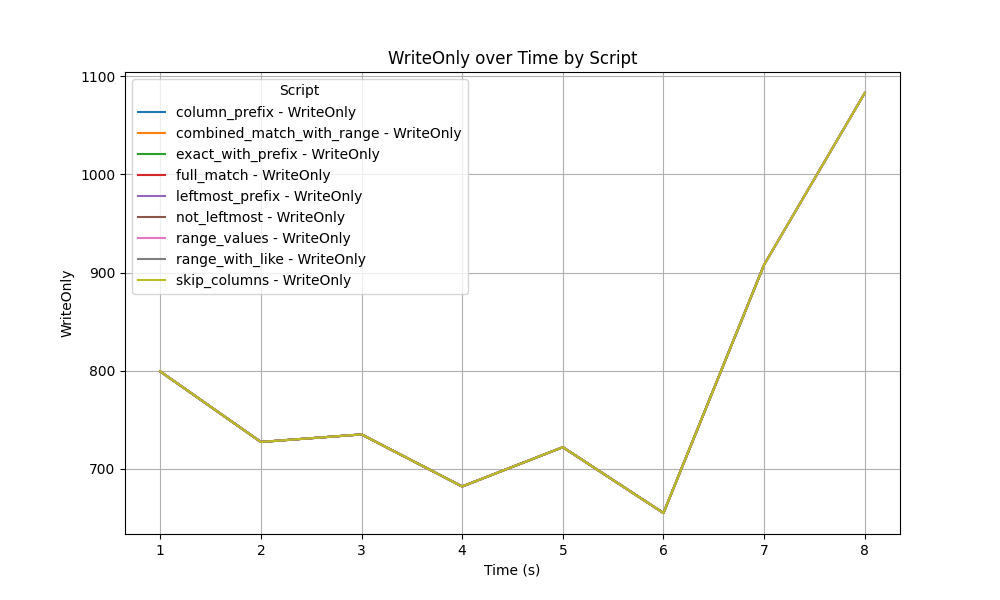 WriteOnly over Time by Script
1100
1000
900
800
700
WriteOnly
Script
column_prefix - WriteOnly
combined_match_with_range - WriteOnly
exact_with_prefix - WriteOnly
full_match - WriteOnly
leftmost_prefix - WriteOnly
not_leftmost - WriteOnly
range_values - WriteOnly
range_with_like - WriteOnly
skip_columns - WriteOnly
1 2 3 4 5 6 7 8
Time (s)